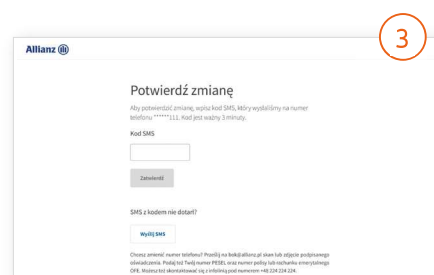 3
Allianz
Potwierdź zmianę
Aby potwierdzić zmianę, wpisz kod SMS, który wysłaliśmy na numer
telefonu ******111. Kod jest ważny 3 minuty.
Kod SMS
Zatwierdź
SMS z kodem nie dotarł?
Wyślij SMS
Chcesz zmienić numer telefonu? Prześlij na bok@allianz.pl skan lub zdjęcie podpisanego
oświadczenia. Podaj też Twój numer PESEL oraz numer polisy lub rachunku emerytalnego
OFE. Możesz też skontaktować się z infolinią pod numerem +48 224 224 224.